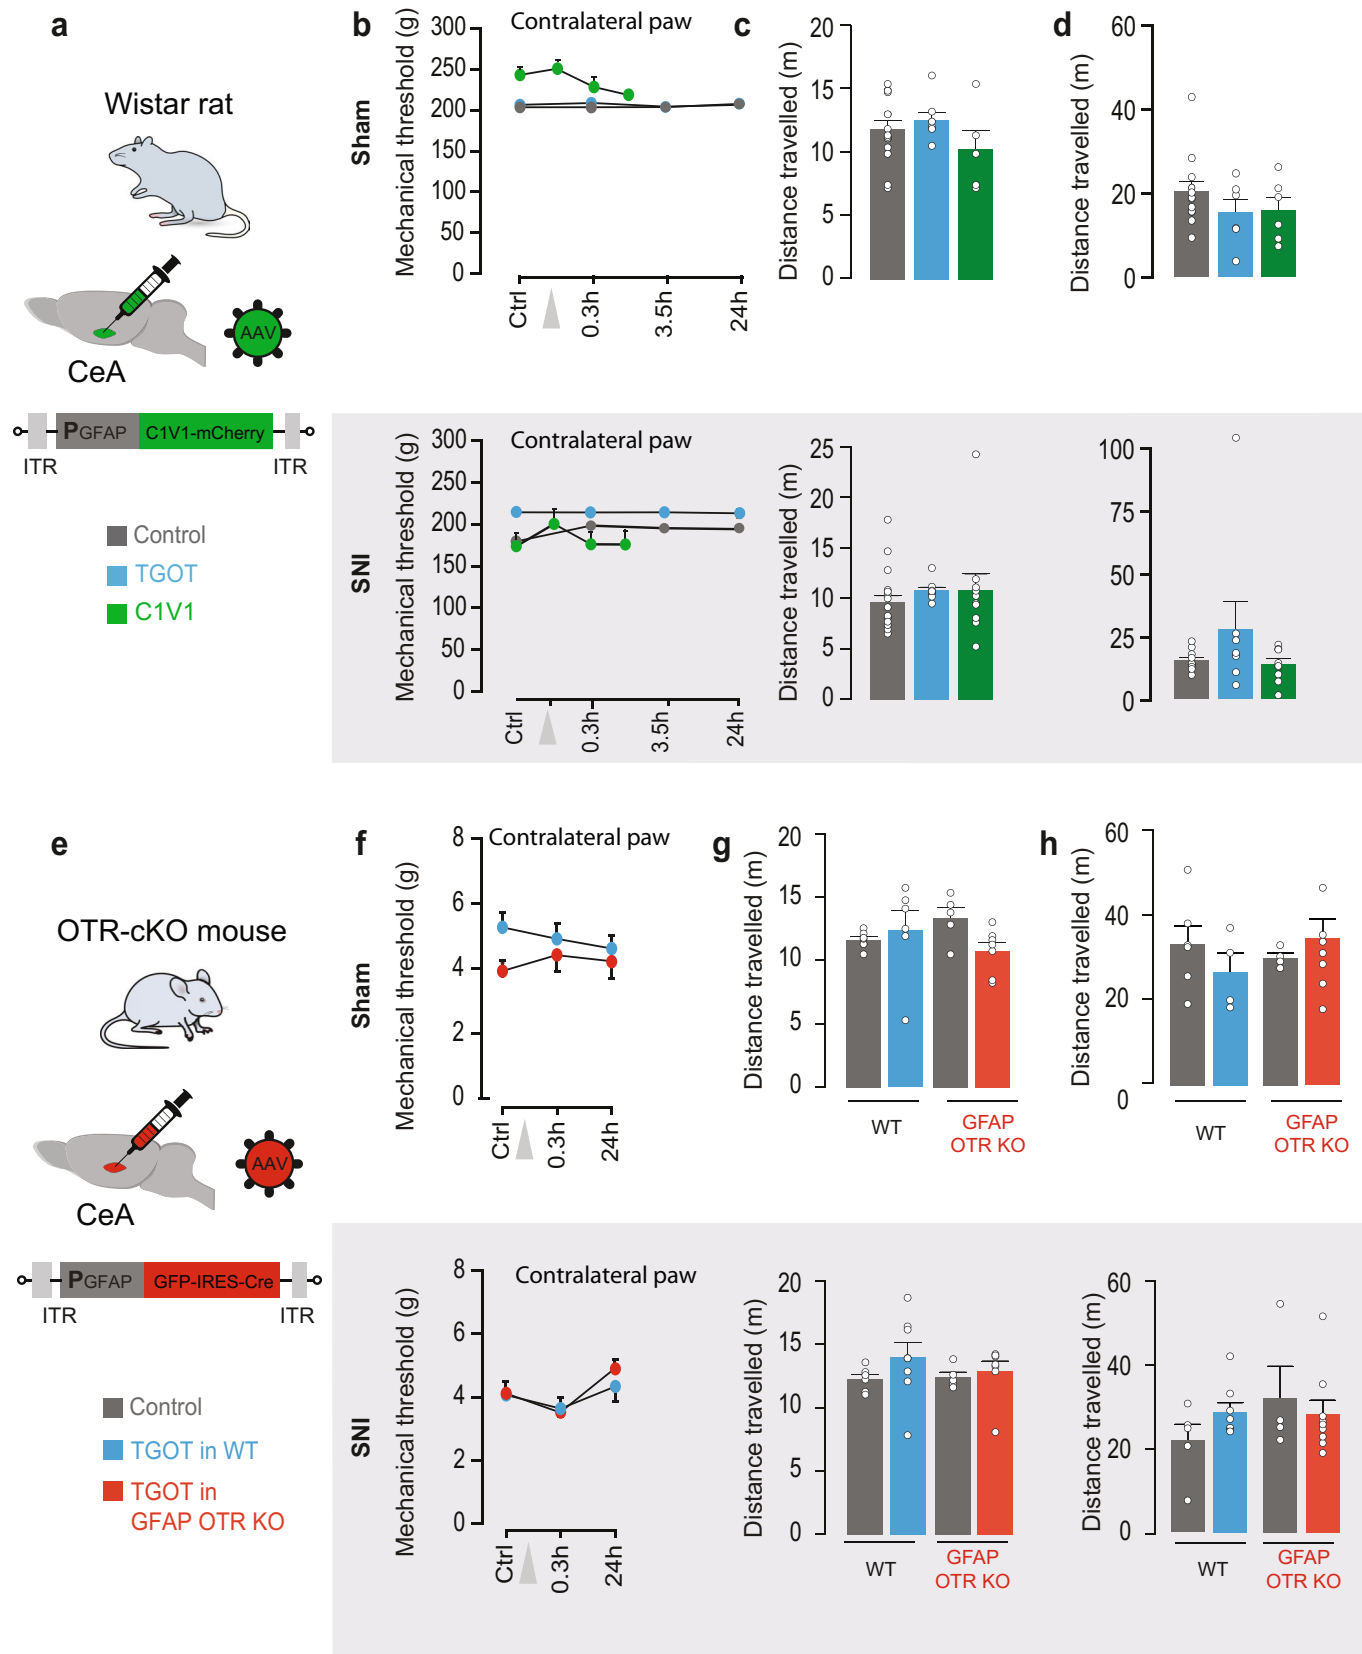 a
Wistar rat
AAV
CeA
PGFAP C1V1-mCherry
ITR ITR
Control
TGOT
C1V1
b
Contralateral paw
Sham
Mechanical threshold (g)
300
250
200
150
100
50
0
Ctrl 0.3h 3.5h 24h
c
Distance travelled (m)
20
15
10
5
0
d
Distance travelled (m)
60
40
20
0
SNI
Contralateral paw
Mechanical threshold (g)
300
250
200
150
100
50
0
Ctrl 0.3h 3.5h 24h
Distance travelled (m)
25
20
15
10
5
0
100
75
50
25
0
e
OTR-cKO mouse
AAV
CeA
PGFAP GFP-IRES-Cre
ITR ITR
Control
TGOT in WT
TGOT in
GFAP OTR KO
f
Contralateral paw
Sham
Mechanical threshold (g)
8
6
4
2
0
Ctrl 0.3h 24h
g
Distance travelled (m)
20
15
10
5
0
WT GFAP
OTR KO
h
Distance travelled (m)
60
40
20
0
WT GFAP
OTR KO
SNI
Contralateral paw
Mechanical threshold (g)
8
6
4
2
0
Ctrl 0.3h 24h
Distance travelled (m)
20
15
10
5
0
WT GFAP
OTR KO
Distance travelled (m)
60
40
20
0
WT GFAP
OTR KO